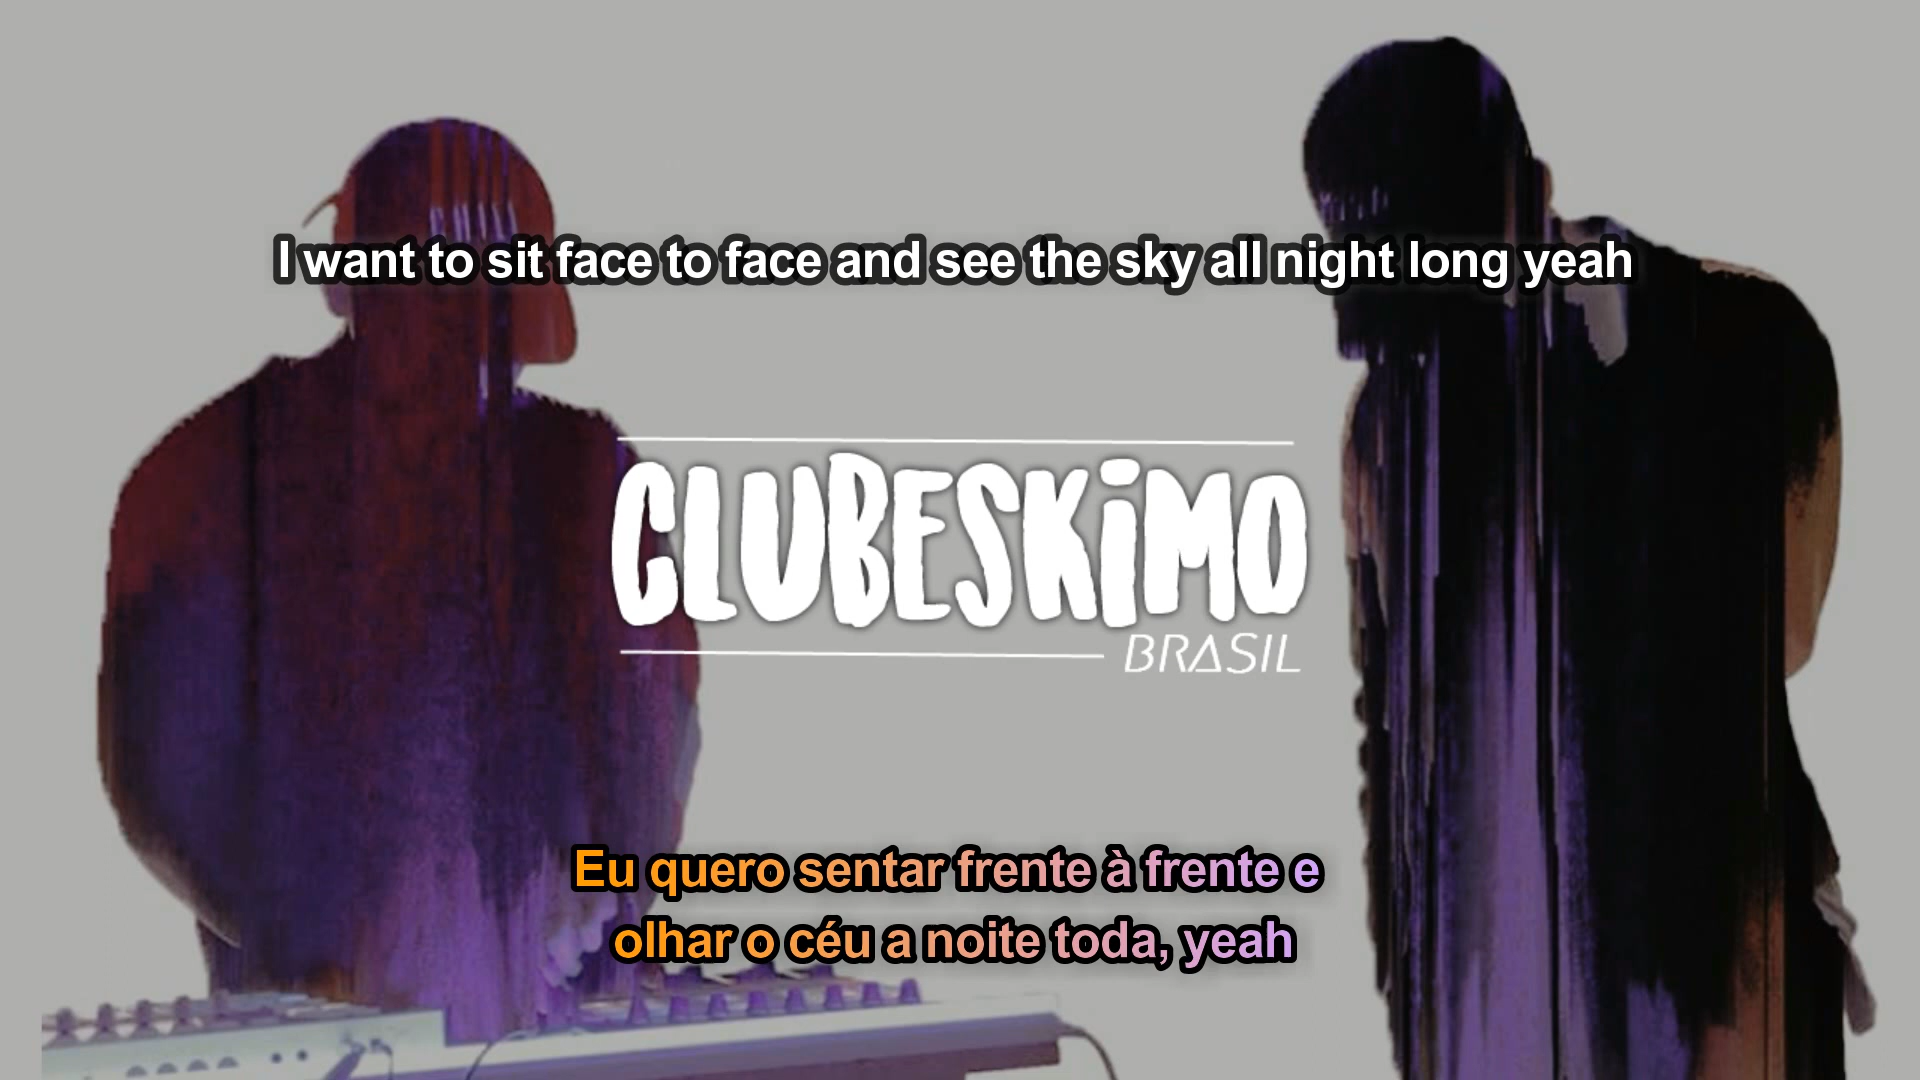 I want to sit face to face and see the sky all night long yeah
CLUBESKiMO
BRASIL
Eu quero sentar frente à frente e
olhar o céu a noite toda, yeah